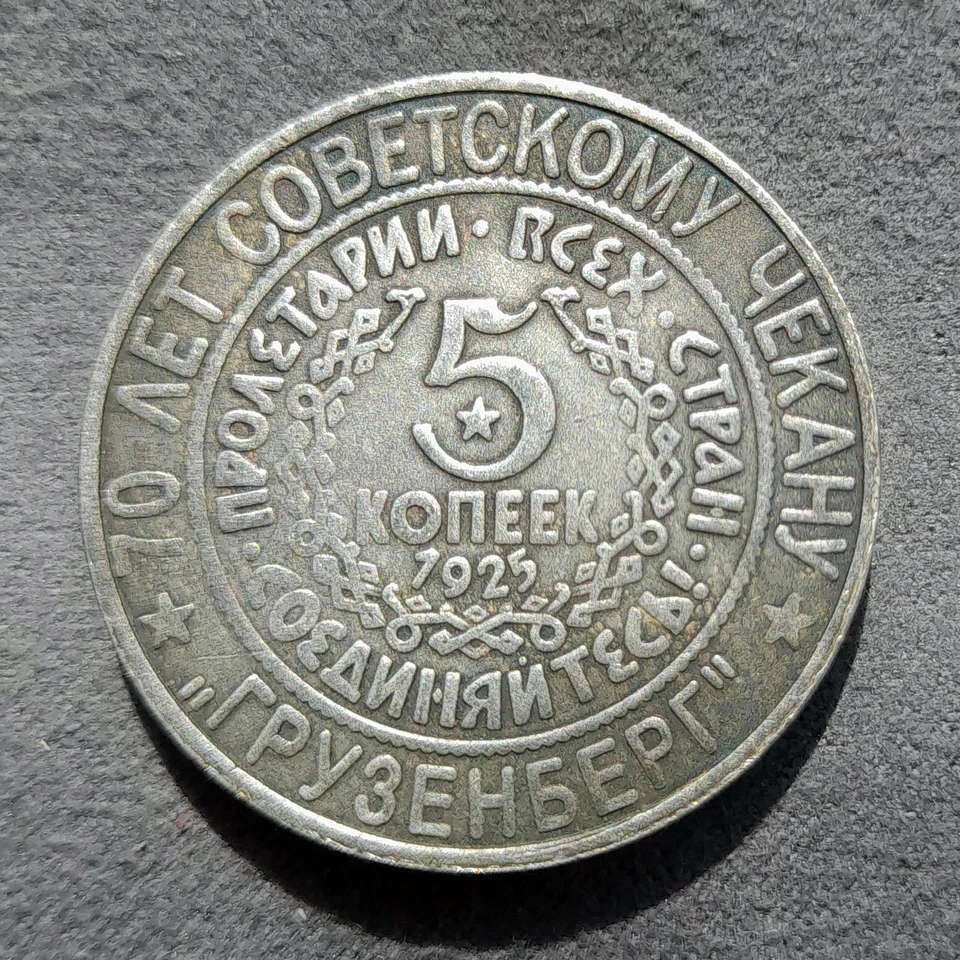 70 ЛЕТ СОВЕТСКОМУ ЧЕКАНУ
„ГРУЗЕНБЕРГ"
ПРОЛЕТАРИИ · ВСЕХ · СТРАН · СОЕДИНЯЙТЕСЬ!
5
КОПЕЕК
1925